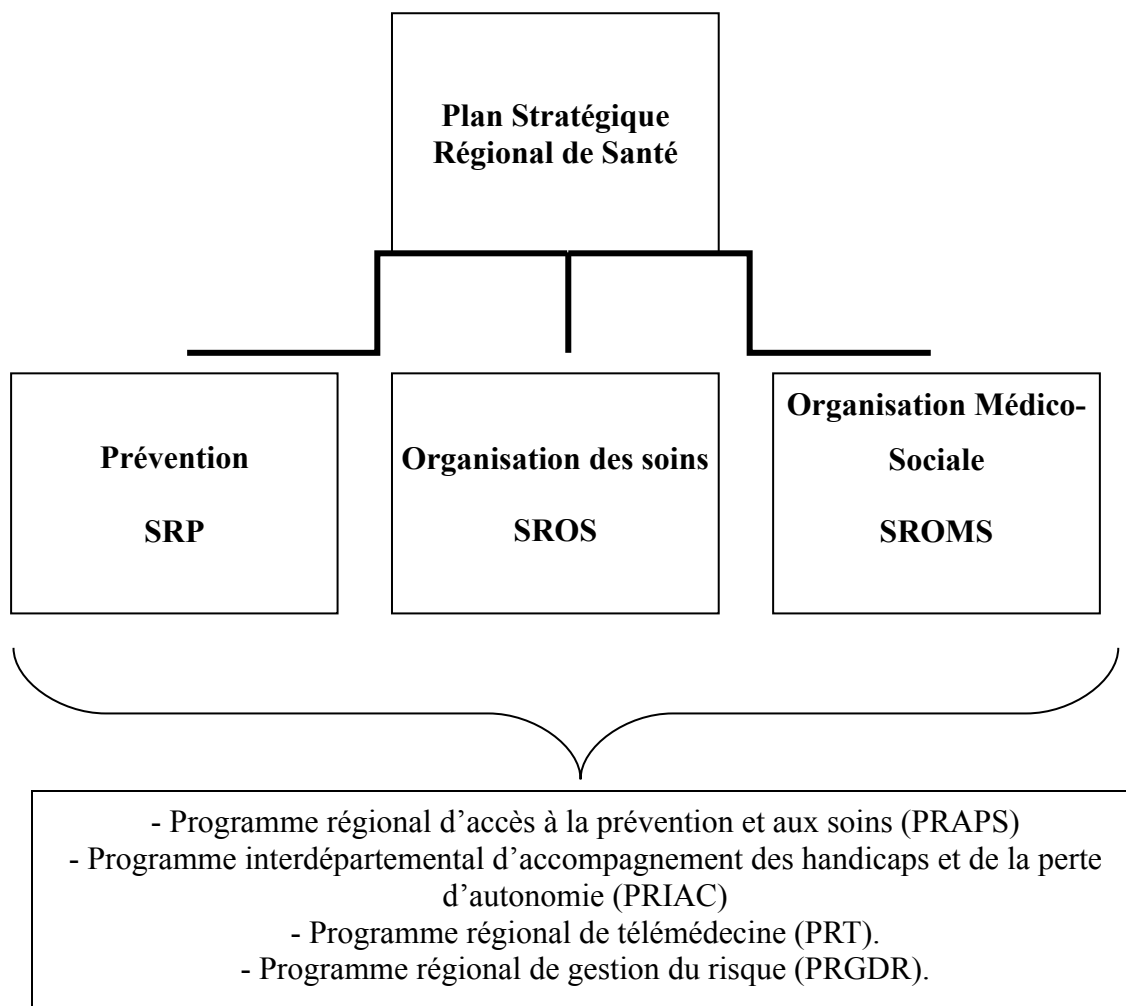 Plan Stratégique
Régional de Santé
Prévention
SRP
Organisation des soins
SROS
Organisation Médico-
Sociale
SROMS
- Programme régional d’accès à la prévention et aux soins (PRAPS)
- Programme interdépartemental d’accompagnement des handicaps et de la perte
d’autonomie (PRIAC)
- Programme régional de télémédecine (PRT).
- Programme régional de gestion du risque (PRGDR).